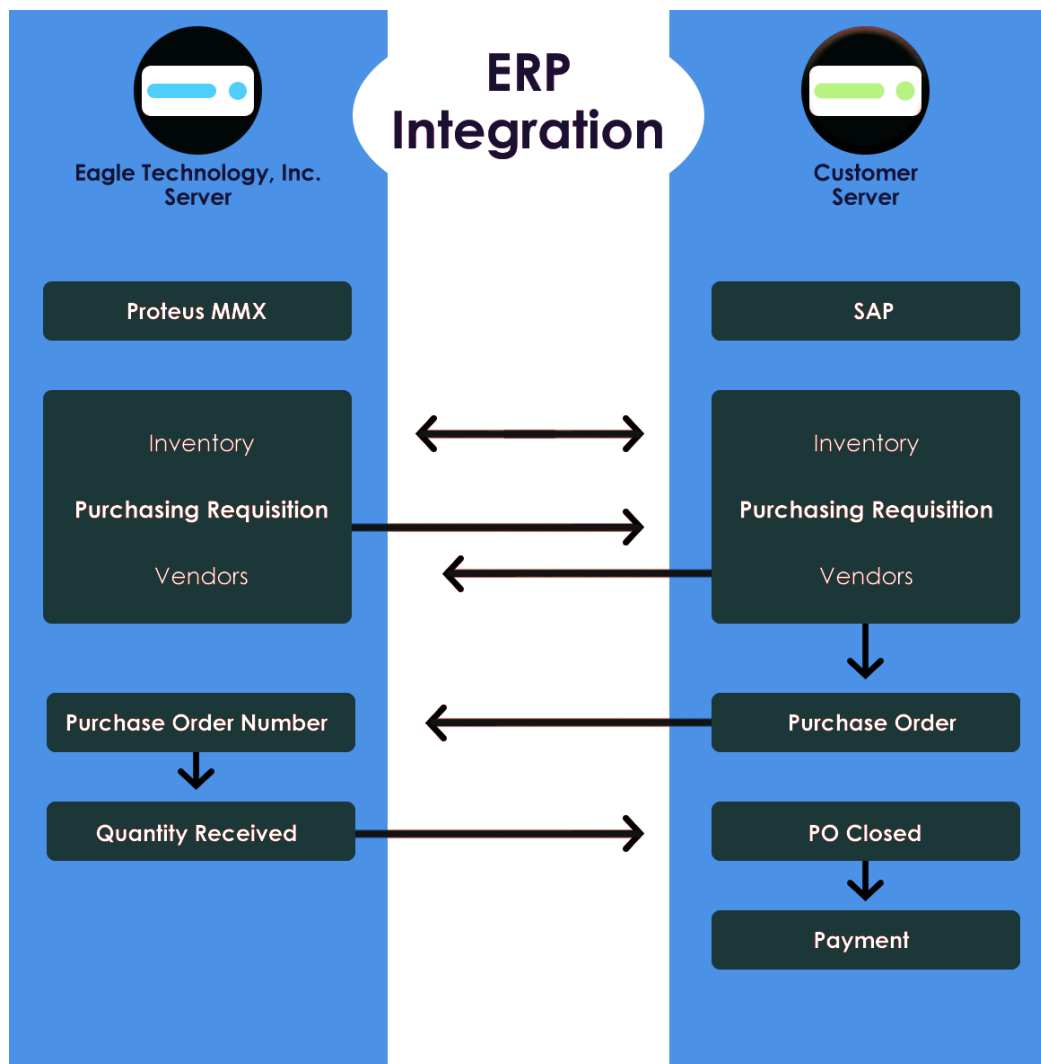 ERP
Integration
Eagle Technology, Inc.
Server
Customer
Server
Proteus MMX
SAP
Inventory
Purchasing Requisition
Vendors
Inventory
Purchasing Requisition
Vendors
Purchase Order Number
Purchase Order
Quantity Received
PO Closed
Payment